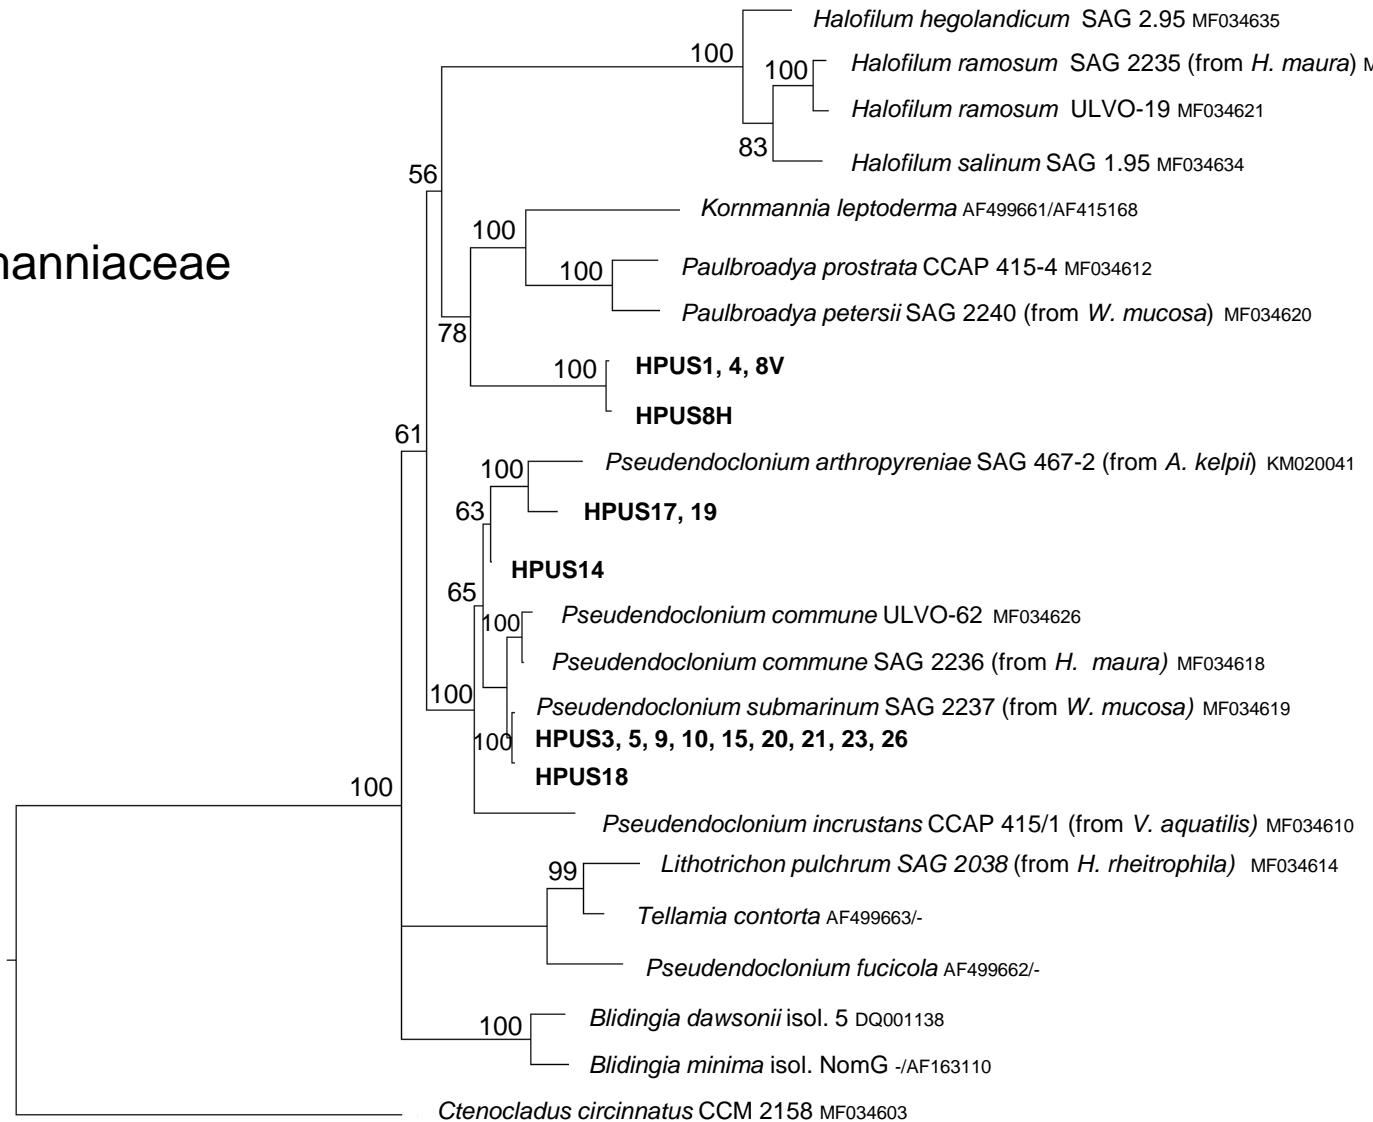 Halofilum hegolandicum SAG 2.95 MF034635
100
Halofilum ramosum SAG 2235 (from H. maura)
100
Halofilum ramosum ULVO-19 MF034621
83
Halofilum salinum SAG 1.95 MF034634
56
Kornmannia leptoderma AF499661/AF415168
100
manniaceae
Paulbroadya prostrata CCAP 415-4 MF034612
100
Paulbroadya petersii SAG 2240 (from W. mucosa) MF034620
78
HPUS1, 4, 8V
100
HPUS8H
61
Pseudendoclonium arthropyreniae SAG 467-2 (from A. kelpii) KM020041
100
HPUS17, 19
63
HPUS14
65
Pseudendoclonium commune ULVO-62 MF034626
100
Pseudendoclonium commune SAG 2236 (from H. maura) MF034618
100
Pseudendoclonium submarinum SAG 2237 (from W. mucosa) MF034619
HPUS3, 5, 9, 10, 15, 20, 21, 23, 26
100
HPUS18
100
Pseudendoclonium incrustans CCAP 415/1 (from V. aquatilis) MF034610
Lithotrichon pulchrum SAG 2038 (from H. rheitrophila) MF034614
99
Tellamia contorta AF499663/-
Pseudendoclonium fucicola AF499662/-
Blidingia dawsonii isol. 5 DQ001138
100
Blidingia minima isol. NomG -/AF163110
Ctenocladus circinnatus CCM 2158 MF034603